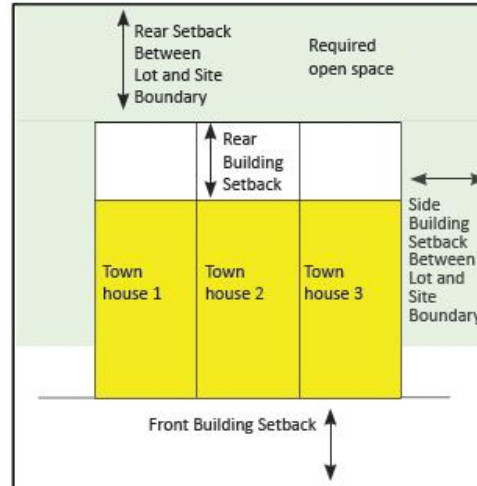 Rear Setback
Between
Lot and Site
Boundary
Required
open space
Rear
Building
Setback
Side
Building
Setback
Between
Lot and
Site
Boundary
Town
house 1
Town
house 2
Town
house 3
Front Building Setback